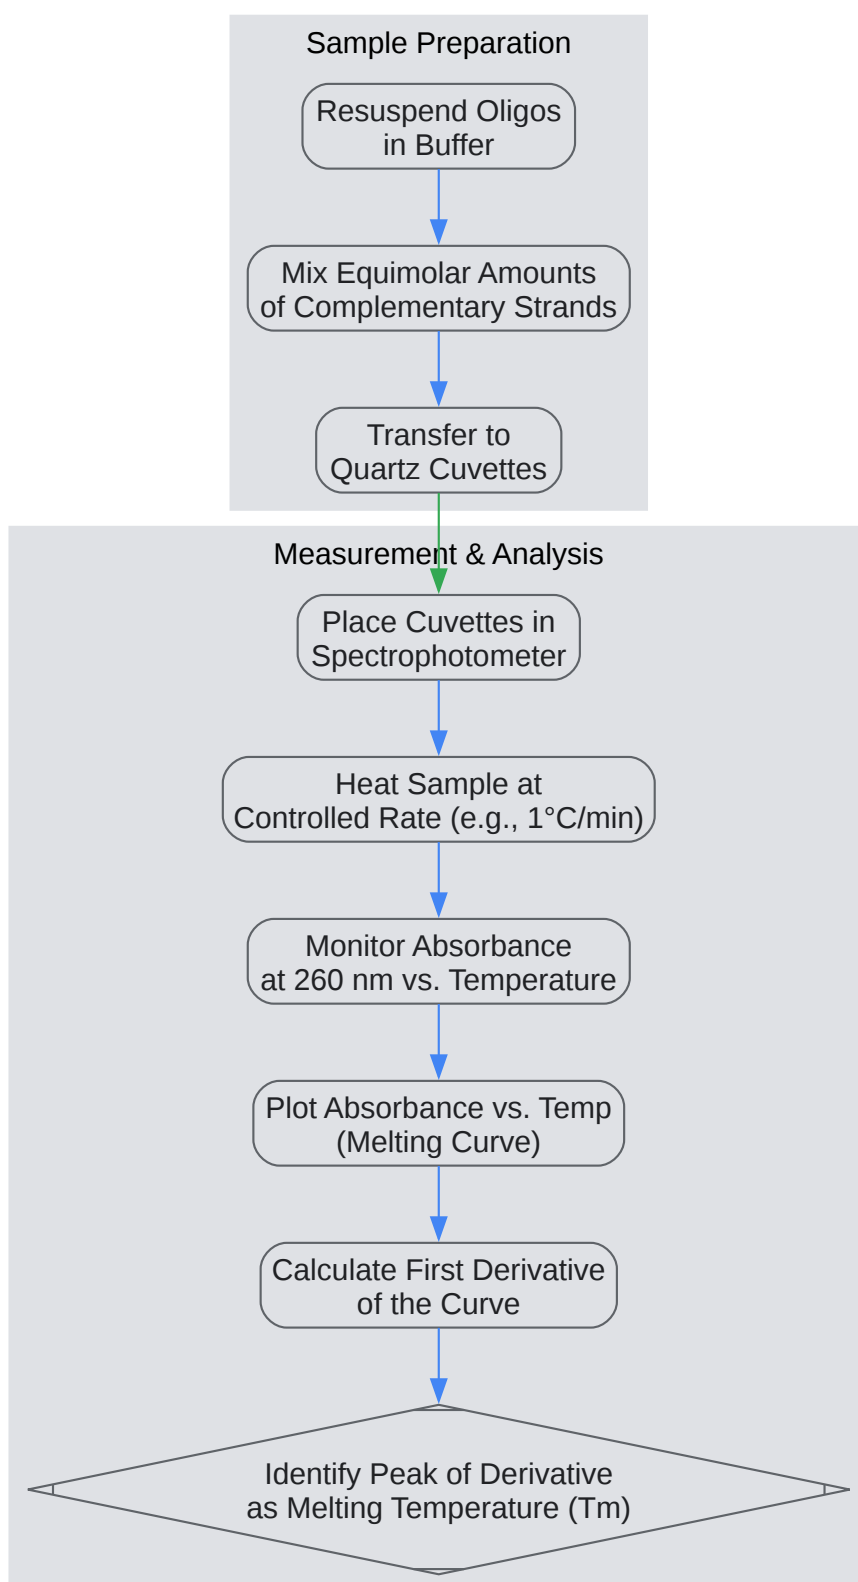 Sample Preparation
Resuspend Oligos
in Buffer
Mix Equimolar Amounts
of Complementary Strands
Transfer to
Quartz Cuvettes
Measurement & Analysis
Place Cuvettes in
Spectrophotometer
Heat Sample at
Controlled Rate (e.g., 1°C/min)
Monitor Absorbance
at 260 nm vs. Temperature
Plot Absorbance vs. Temp
(Melting Curve)
Calculate First Derivative
of the Curve
Identify Peak of Derivative
as Melting Temperature (Tm)